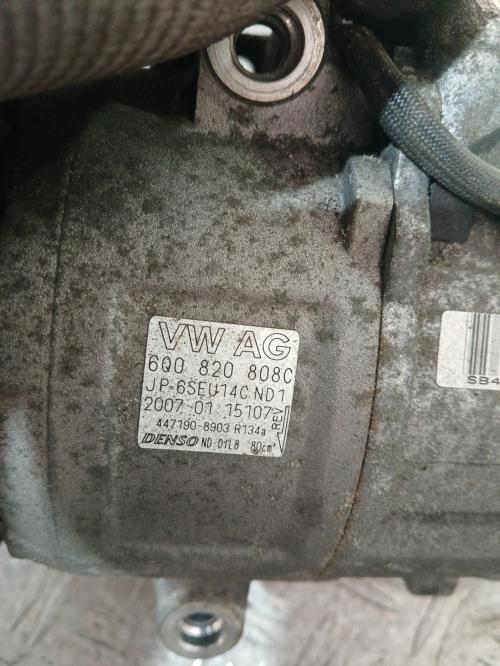 VW AG
6Q0 820 808C
JP-6SEU14C ND1
2007-01 15107
REV
447190-8903 R134a
DENSO ND-OIL8 80cm³
SB4